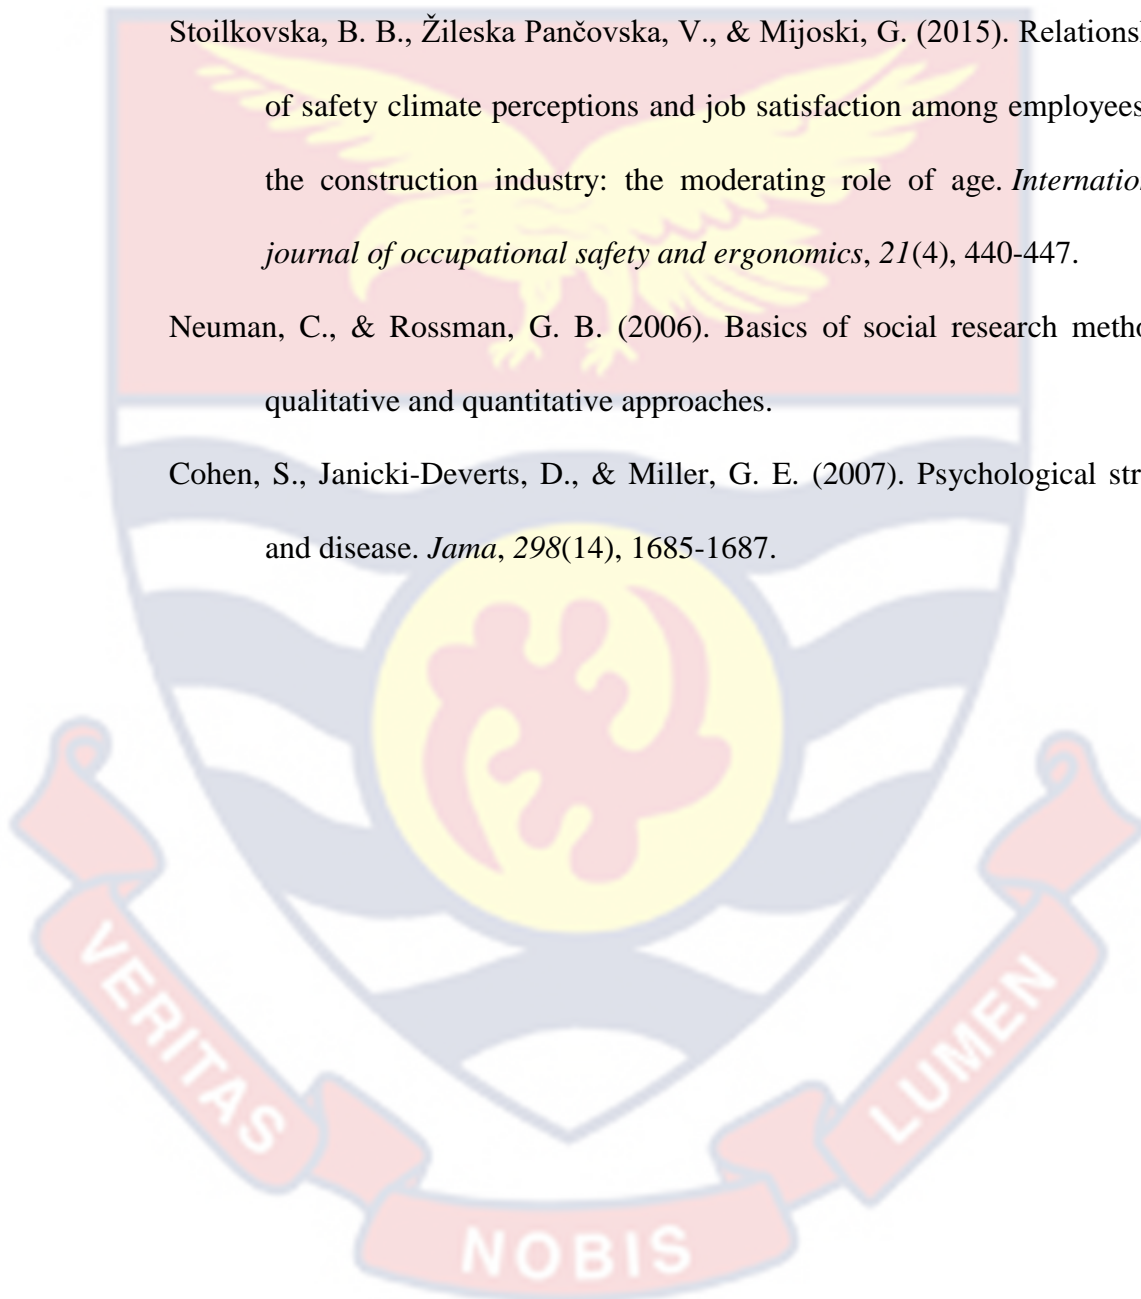 Stoilkovska, B. B., Žileska Pančovska, V., & Mijoski, G. (2015). Relations
of safety climate perceptions and job satisfaction among employees
the construction industry: the moderating role of age. Internation
journal of occupational safety and ergonomics, 21(4), 440-447.
Neuman, C., & Rossman, G. B. (2006). Basics of social research metho
qualitative and quantitative approaches.
Cohen, S., Janicki-Deverts, D., & Miller, G. E. (2007). Psychological str
and disease. Jama, 298(14), 1685-1687.
VERITAS
NOBIS
LUMEN